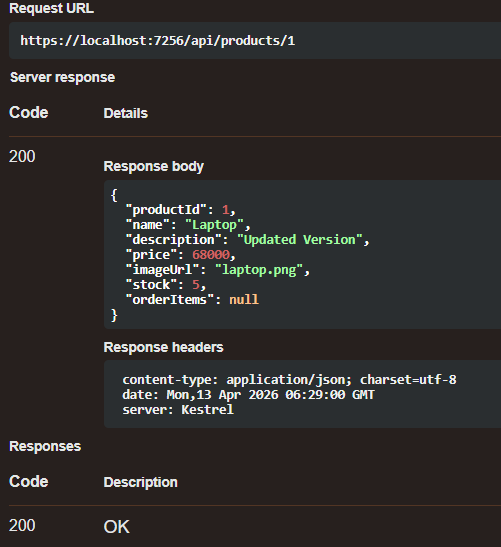 Request URL
https://localhost:7256/api/products/1
Server response
Code Details
200
Response body
{
"productId": 1,
"name": "Laptop",
"description": "Updated Version",
"price": 68000,
"imageUrl": "laptop.png",
"stock": 5,
"orderItems": null
}
Response headers
content-type: application/json; charset=utf-8
date: Mon,13 Apr 2026 06:29:00 GMT
server: Kestrel
Responses
Code Description
200 OK